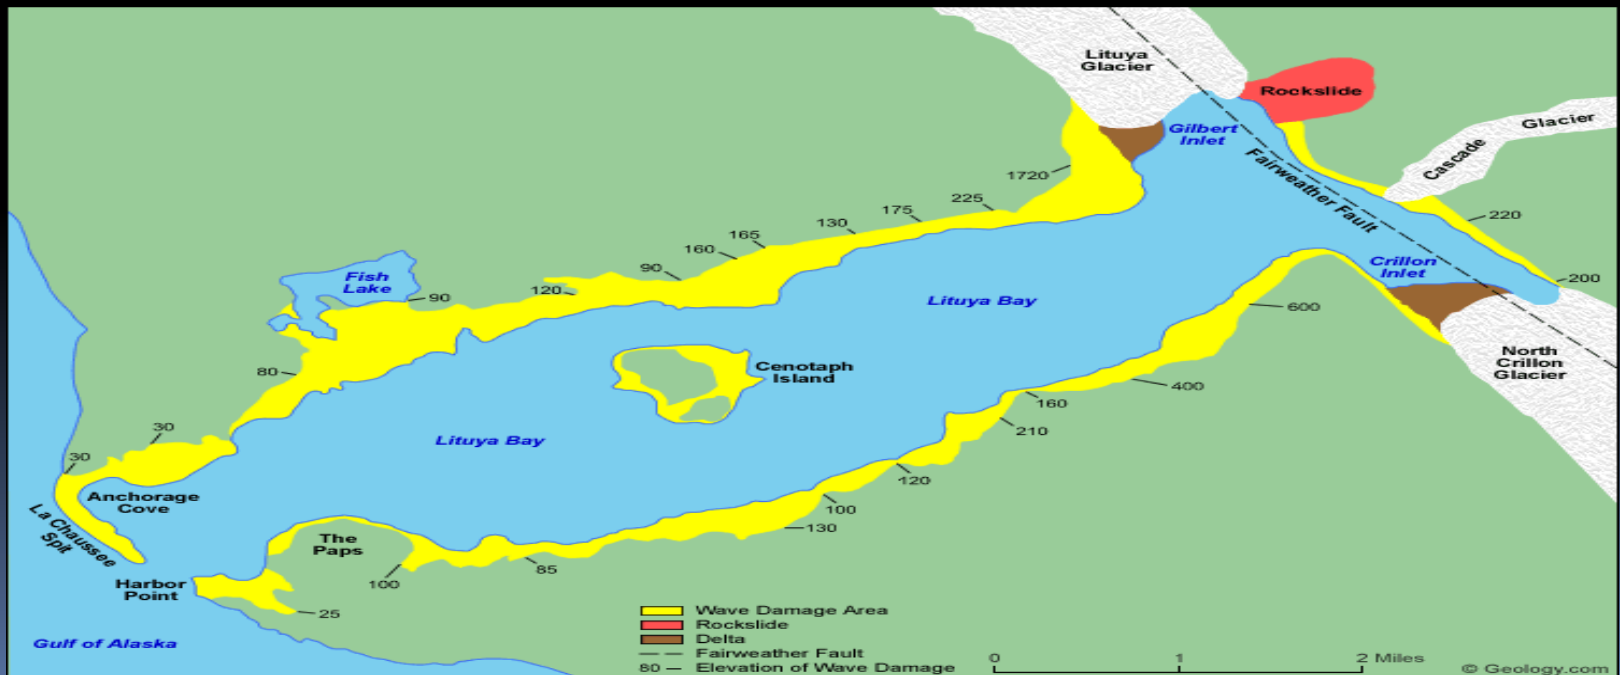 Lituya
Glacier
Rockslide
Glacier
Cascade
Gilbert
Inlet
Fairweather Fault
1720
225
175
130
165
160
90
120
220
200
Crillon
Inlet
Fish
Lake
90
Lituya Bay
600
North
Crillon
Glacier
Cenotaph
Island
80
400
160
210
30
Lituya Bay
30
120
Anchorage
Cove
100
130
La Chaussee
Spit
The
Paps
85
Harbor
Point
100
25
Gulf of Alaska
Wave Damage Area
Rockslide
Delta
Fairweather Fault
80 — Elevation of Wave Damage
0 1 2 Miles
© Geology.com